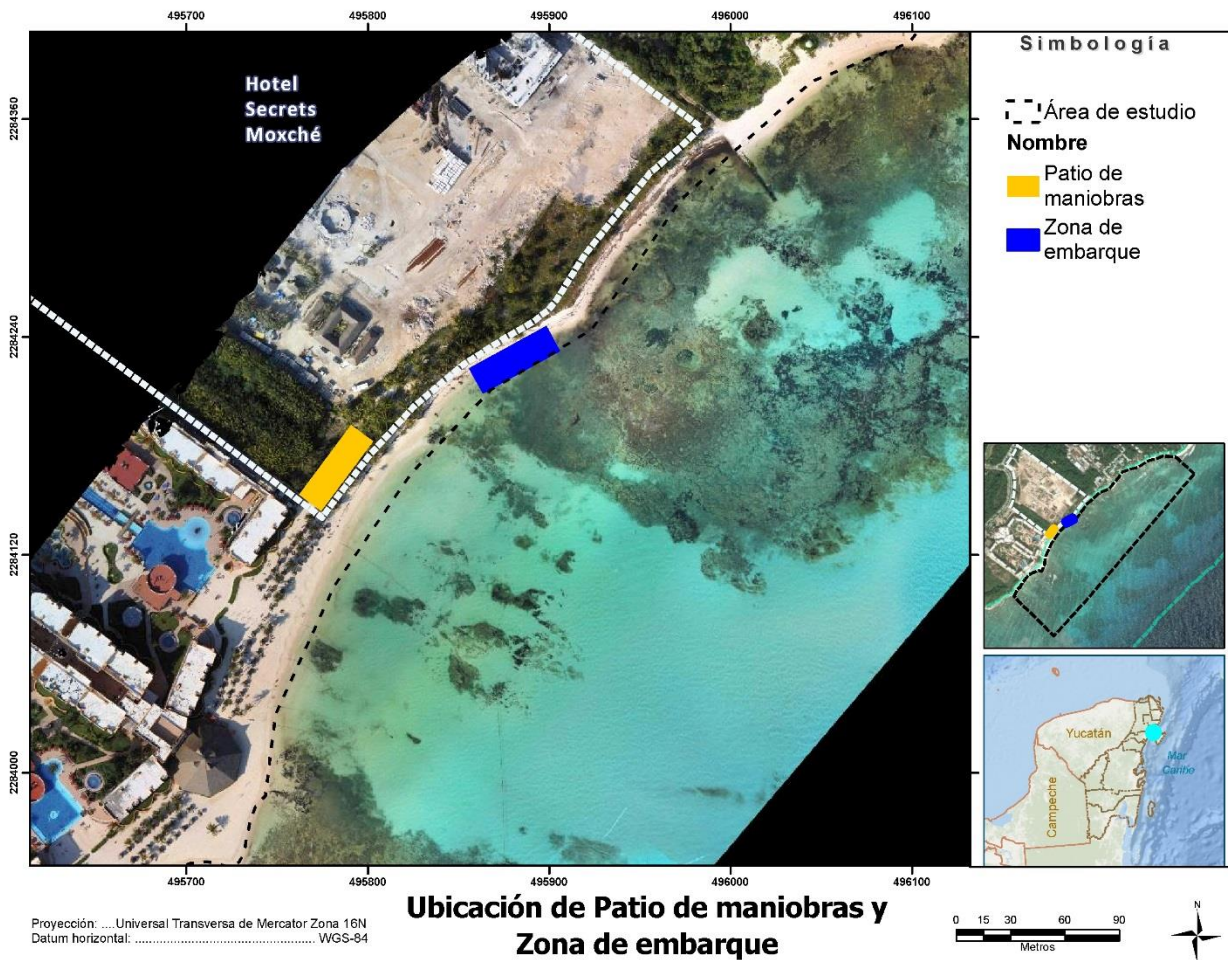 495700
495800
495900
496000
496100
2284360
2284240
2284120
2284000
Hotel
Secrets
Moxché
Simbología
Área de estudio
Nombre
Patio de
maniobras
Zona de
embarque
Yucatán
Campeche
Mar
Caribe
495700
495800
495900
496000
496100
Proyección: ....Universal Transversa de Mercator Zona 16N
Datum horizontal: ................................................ WGS-84
Ubicación de Patio de maniobras y
Zona de embarque
0 15 30 60 90
Metros
N